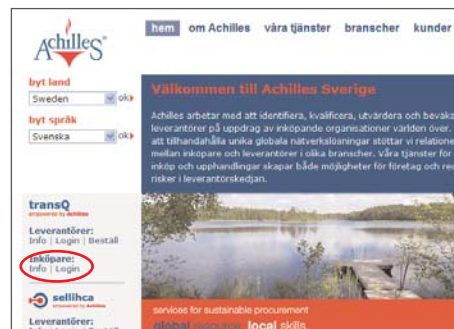 Achilles
hem om Achilles våra tjänster branscher kunder
byt land
Sweden ok
byt språk
Svenska ok
Välkommen till Achilles Sverige
Achilles arbetar med att identifiera, kvalificera, utvärdera och bevaka
leverantörer på uppdrag av inköpande organisationer världen över.
att tillhandahålla unika globala nätverkslösningar stöttar vi relatione
mellan inköpare och leverantörer i olika branscher. Våra tjänster för
inköp och upphandlingar skapar både möjligheter för företag och red
risker i leverantörskedjan.
transQ
empowered by Achilles
Leverantörer:
Info | Login | Beställ
Inköpare:
Info | Login
sellihca
empowered by Achilles
Leverantörer:
services for sustainable procurement
global resource local skills